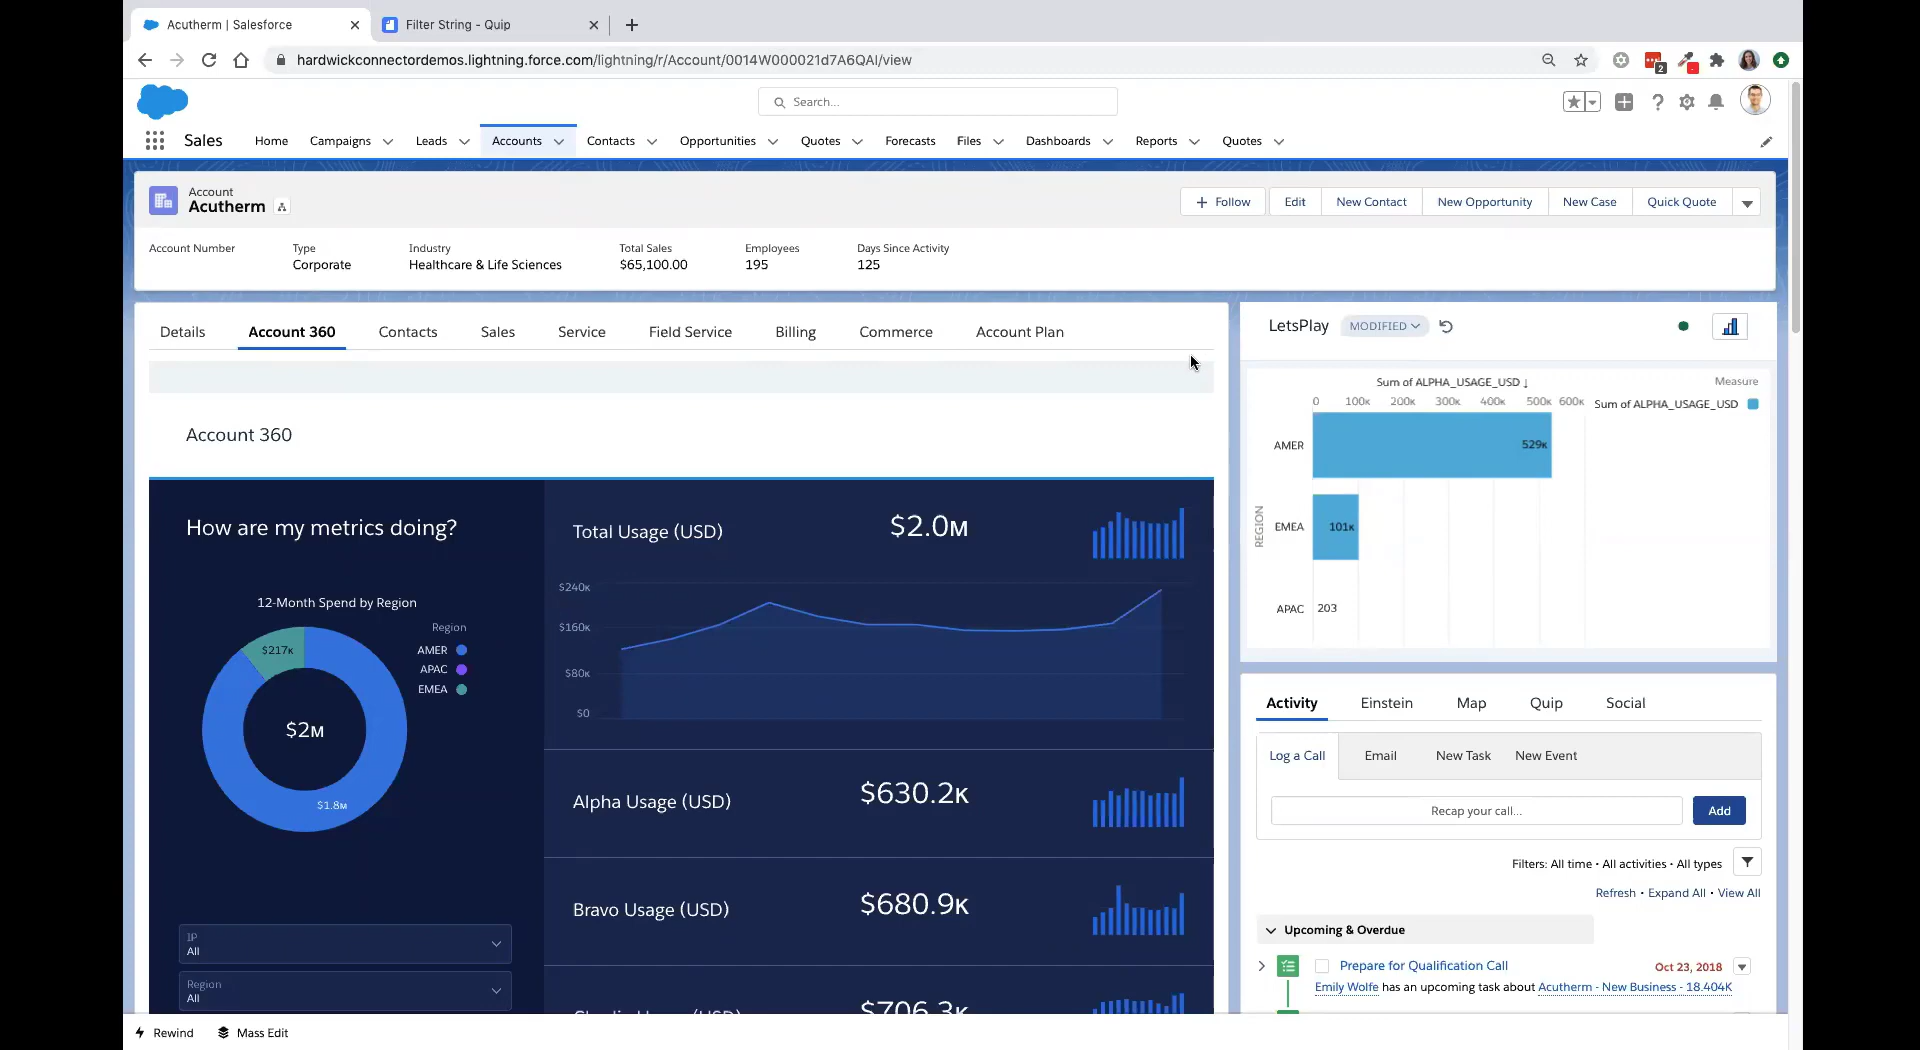 Acutherm | Salesforce
Filter String - Quip
hardwickconnectordemos.lightning.force.com/lightning/r/Account/0014W000021d7A6QAI/view
2
Search...
Sales
Home
Campaigns
Leads
Accounts
Contacts
Opportunities
Quotes
Forecasts
Files
Dashboards
Reports
Quotes
Account
Acutherm
Follow
Edit
New Contact
New Opportunity
New Case
Quick Quote
Account Number
Type
Industry
Total Sales
Employees
Days Since Activity
Corporate
Healthcare & Life Sciences
$65,100.00
195
125
Details
Account 360
Contacts
Sales
Service
Field Service
Billing
Commerce
Account Plan
Account 360
How are my metrics doing?
12-Month Spend by Region
Region
AMER
APAC
EMEA
$217K
$2M
$1.8M
IP
All
Region
All
Total Usage (USD)
$2.0M
$240K
$160K
$80K
$0
Alpha Usage (USD)
$630.2K
Bravo Usage (USD)
$680.9K
$706.3K
LetsPlay
MODIFIED
Sum of ALPHA_USAGE_USD ↓
Measure
0 100K 200K 300K 400K 500K 600K
Sum of ALPHA_USAGE_USD
REGION
AMER
529K
EMEA
101K
APAC
203
Activity
Einstein
Map
Quip
Social
Log a Call
Email
New Task
New Event
Recap your call...
Add
Filters: All time • All activities • All types
Refresh • Expand All • View All
Upcoming & Overdue
Prepare for Qualification Call
Oct 23, 2018
Emily Wolfe has an upcoming task about Acutherm - New Business - 18.404K
Rewind
Mass Edit